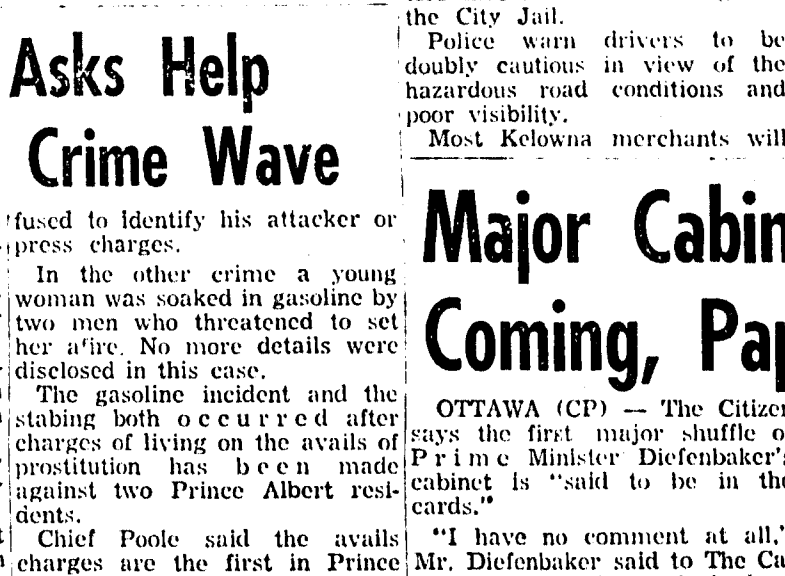 Asks Help
Crime Wave
fused to identify his attacker or
press charges.
In the other crime a young
woman was soaked in gasoline by
two men who threatened to set
her a'ire. No more details were
disclosed in this case.
The gasoline incident and the
stabing both occurred after
charges of living on the avails of
prostitution has been made
against two Prince Albert resi-
dents.
Chief Poole said the avails
charges are the first in Prince
the City Jail.
Police warn drivers to be
doubly cautious in view of the
hazardous road conditions and
poor visibility.
Most Kelowna merchants will
Major Cabin
Coming, Pap
OTTAWA (CP) — The Citizen
says the first major shuffle o
Prime Minister Diefenbaker's
cabinet is "said to be in the
cards."
"I have no comment at all,"
Mr. Diefenbaker said to The Ca